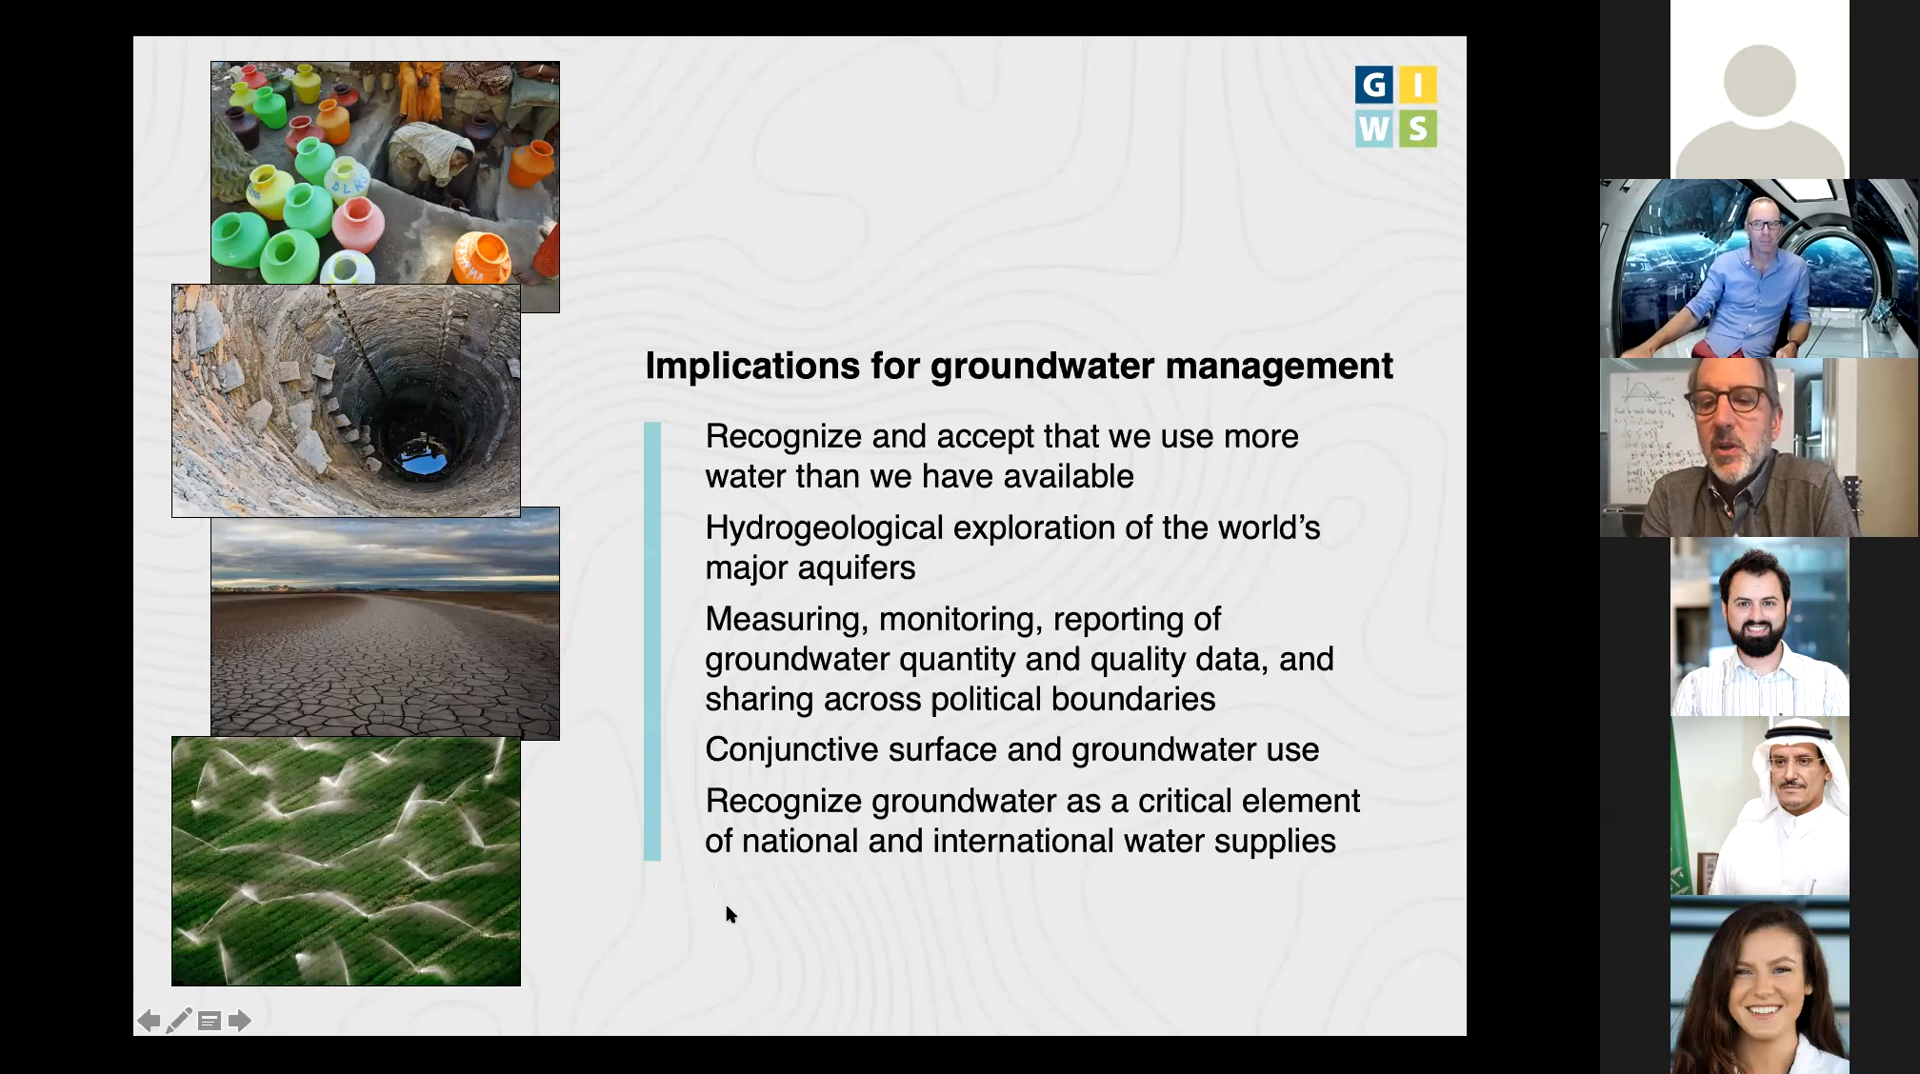 G I
W S
Implications for groundwater management
Recognize and accept that we use more
water than we have available
Hydrogeological exploration of the world’s
major aquifers
Measuring, monitoring, reporting of
groundwater quantity and quality data, and
sharing across political boundaries
Conjunctive surface and groundwater use
Recognize groundwater as a critical element
of national and international water supplies